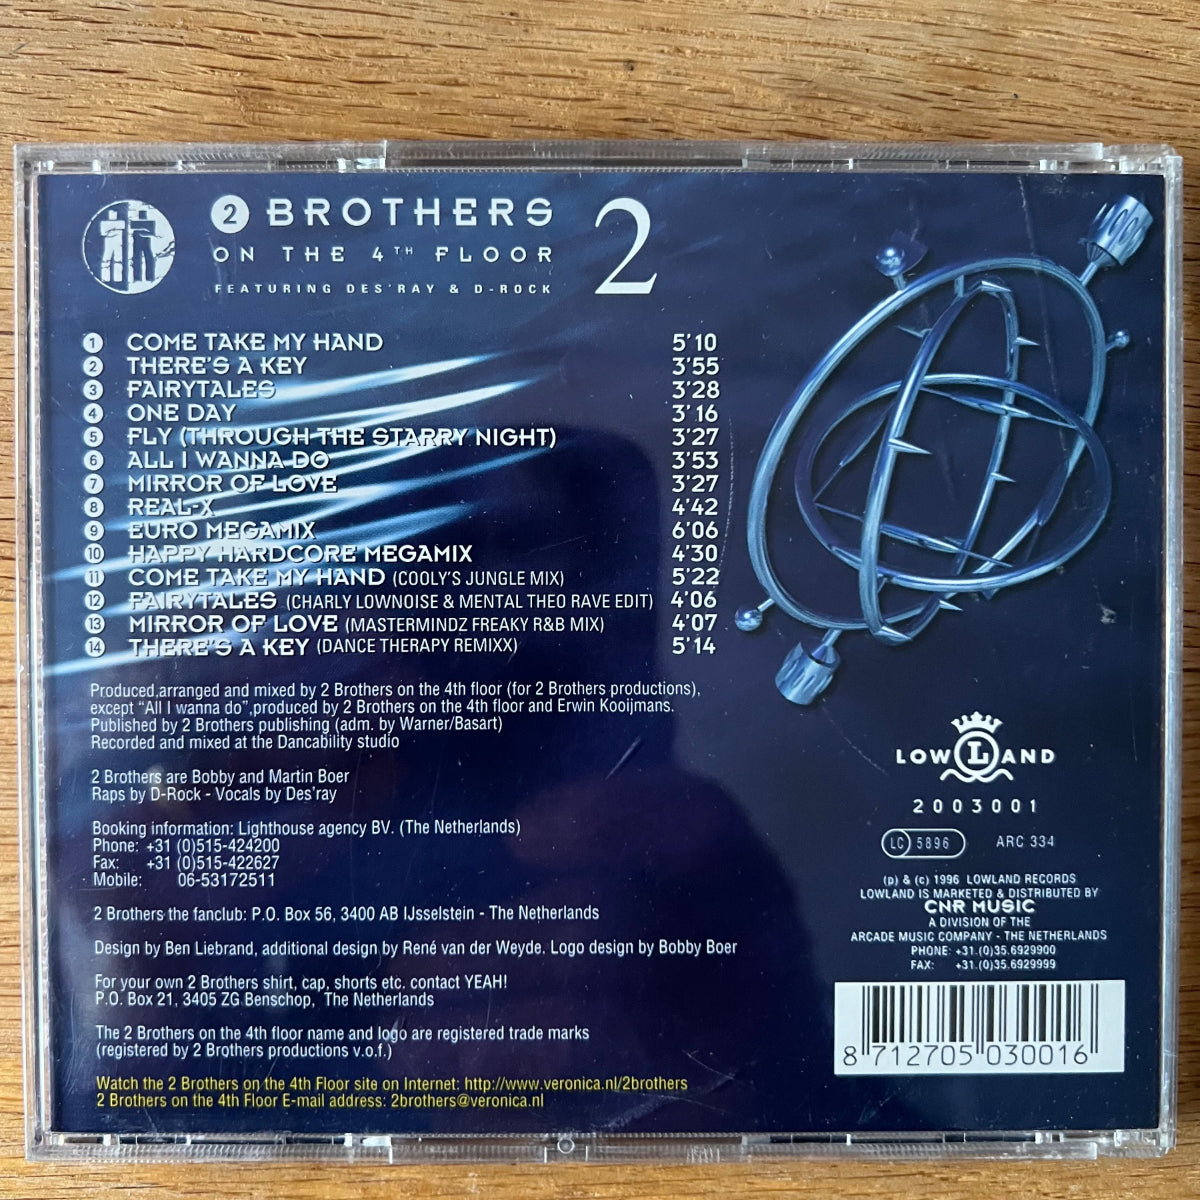 2 BROTHERS
ON THE 4TH FLOOR
FEATURING DES'RAY & D-ROCK
2
1 COME TAKE MY HAND 5'10
2 THERE'S A KEY 3'55
3 FAIRYTALES 3'28
4 ONE DAY 3'16
5 FLY (THROUGH THE STARRY NIGHT) 3'27
6 ALL I WANNA DO 3'53
7 MIRROR OF LOVE 3'27
8 REAL-X 4'42
9 EURO MEGAMIX 6'06
10 HAPPY HARDCORE MEGAMIX 4'30
11 COME TAKE MY HAND (COOLY'S JUNGLE MIX) 5'22
12 FAIRYTALES (CHARLY LOWNOISE & MENTAL THEO RAVE EDIT) 4'06
13 MIRROR OF LOVE (MASTERMINDZ FREAKY R&B MIX) 4'07
14 THERE'S A KEY (DANCE THERAPY REMIXX) 5'14
Produced,arranged and mixed by 2 Brothers on the 4th floor (for 2 Brothers productions),
except "All I wanna do",produced by 2 Brothers on the 4th floor and Erwin Kooijmans.
Published by 2 Brothers publishing (adm. by Warner/Basart)
Recorded and mixed at the Dancability studio
2 Brothers are Bobby and Martin Boer
Raps by D-Rock - Vocals by Des'ray
Booking information: Lighthouse agency BV. (The Netherlands)
Phone: +31 (0)515-424200
Fax: +31 (0)515-422627
Mobile: 06-53172511
2 Brothers the fanclub: P.O. Box 56, 3400 AB IJsselstein - The Netherlands
Design by Ben Liebrand, additional design by René van der Weyde. Logo design by Bobby Boer
For your own 2 Brothers shirt, cap, shorts etc. contact YEAH!
P.O. Box 21, 3405 ZG Benschop, The Netherlands
The 2 Brothers on the 4th floor name and logo are registered trade marks
(registered by 2 Brothers productions v.o.f.)
Watch the 2 Brothers on the 4th Floor site on Internet: http://www.veronica.nl/2brothers
2 Brothers on the 4th Floor E-mail address: 2brothers@veronica.nl
LOWLAND
2003001
LC 5896 ARC 334
(p) & (c) 1996 LOWLAND RECORDS
LOWLAND IS MARKETED & DISTRIBUTED BY
CNR MUSIC
A DIVISION OF THE
ARCADE MUSIC COMPANY - THE NETHERLANDS
PHONE: +31.(0)35.6929900
FAX: +31.(0)35.6929999
8 712705 030016